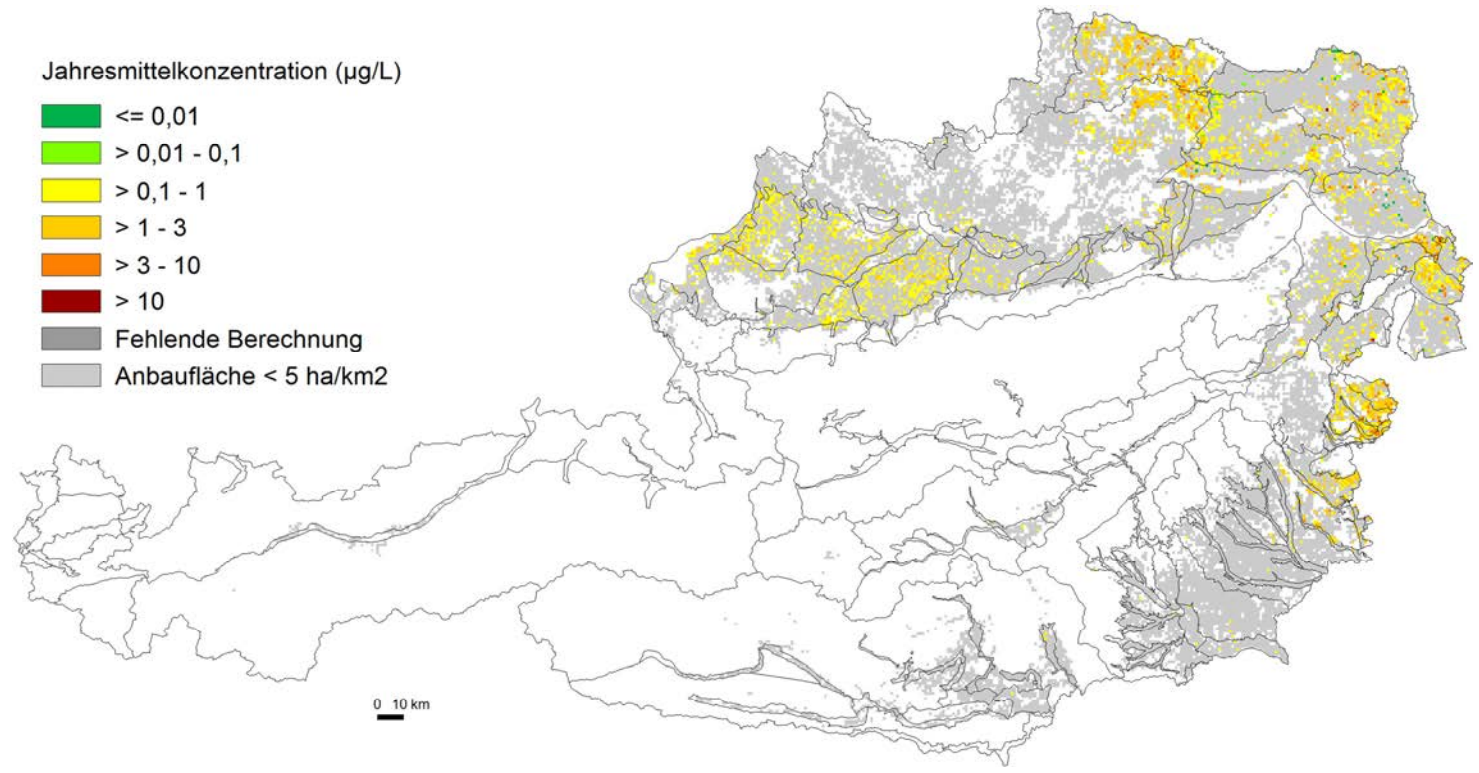 Jahresmittelkonzentration (µg/L)
<= 0,01
> 0,01 - 0,1
> 0,1 - 1
> 1 - 3
> 3 - 10
> 10
Fehlende Berechnung
Anbaufläche < 5 ha/km2
0 10 km